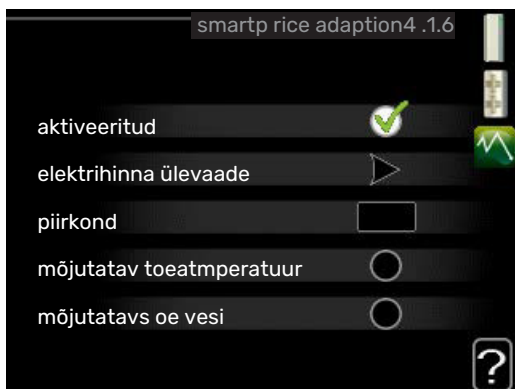 smartp rice adaption4 .1.6
aktiveeritud
elektrihinna ülevaade
piirkond
mõjutatav toeatmperatuur
mõjutatavs oe vesi
?